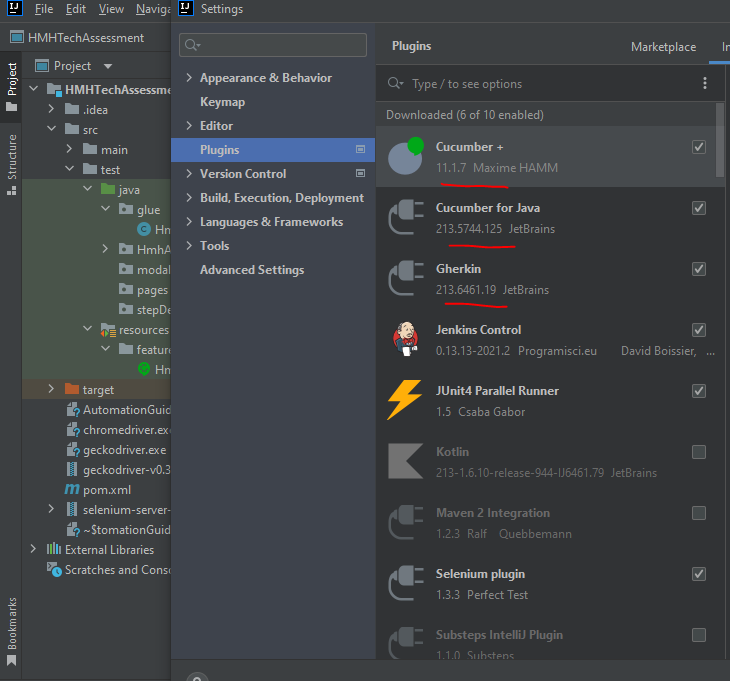 IJ File Edit View Naviga
IJ Settings
HMHTechAssessment
Project
Structure
Bookmarks
Project
HMHTechAssessme
.idea
src
main
test
java
glue
C Hm
HmhA
modal
pages
stepDe
resources
featur
Hm
target
AutomationGuid
chromedriver.ex
geckodriver.exe
geckodriver-v0.3
m pom.xml
selenium-server-
~$tomationGuid
External Libraries
Scratches and Conso
Appearance & Behavior
Keymap
Editor
Plugins
Version Control
Build, Execution, Deployment
Languages & Frameworks
Tools
Advanced Settings
Plugins Marketplace In
Type / to see options
Downloaded (6 of 10 enabled)
Cucumber +
11.1.7 Maxime HAMM
Cucumber for Java
213.5744.125 JetBrains
Gherkin
213.6461.19 JetBrains
Jenkins Control
0.13.13-2021.2 Programisci.eu David Boissier, ...
JUnit4 Parallel Runner
1.5 Csaba Gabor
Kotlin
213-1.6.10-release-944-IJ6461.79 JetBrains
Maven 2 Integration
1.2.3 Ralf Quebbemann
Selenium plugin
1.3.3 Perfect Test
Substeps IntelliJ Plugin
1.1.0 Substeps
?